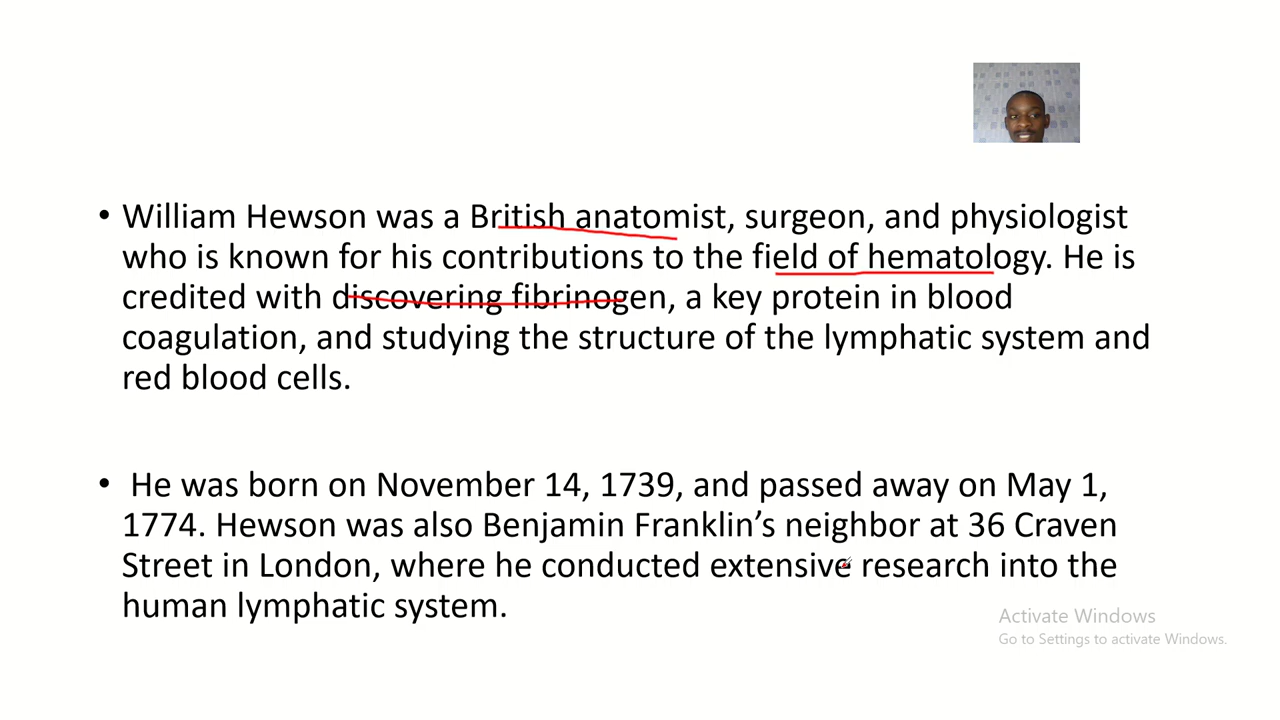 • William Hewson was a British anatomist, surgeon, and physiologist
who is known for his contributions to the field of hematology. He is
credited with discovering fibrinogen, a key protein in blood
coagulation, and studying the structure of the lymphatic system and
red blood cells.
• He was born on November 14, 1739, and passed away on May 1,
1774. Hewson was also Benjamin Franklin’s neighbor at 36 Craven
Street in London, where he conducted extensive research into the
human lymphatic system.
Activate Windows
Go to Settings to activate Windows.